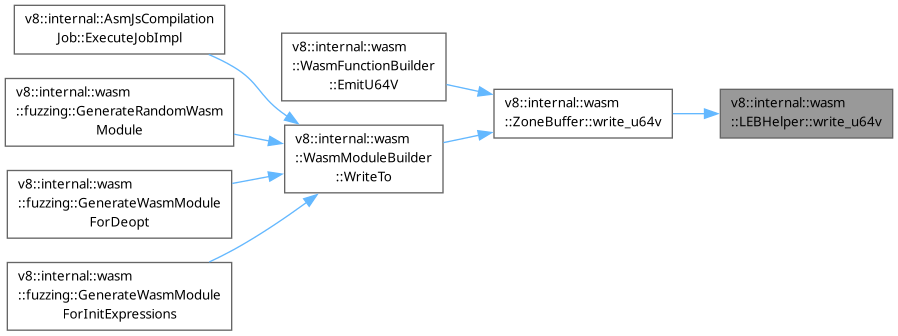 v8::internal::AsmJsCompilation
Job::ExecuteJobImpl
v8::internal::wasm
::fuzzing::GenerateRandomWasm
Module
v8::internal::wasm
::fuzzing::GenerateWasmModule
ForDeopt
v8::internal::wasm
::fuzzing::GenerateWasmModule
ForInitExpressions
v8::internal::wasm
::WasmFunctionBuilder
::EmitU64V
v8::internal::wasm
::WasmModuleBuilder
::WriteTo
v8::internal::wasm
::ZoneBuffer::write_u64v
v8::internal::wasm
::LEBHelper::write_u64v